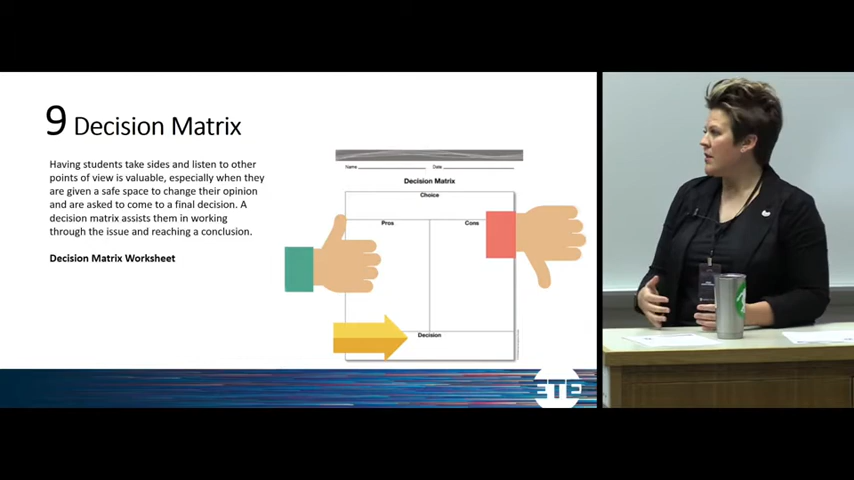 9 Decision Matrix
Having students take sides and listen to other
points of view is valuable, especially when they
are given a safe space to change their opinion
and are asked to come to a final decision. A
decision matrix assists them in working
through the issue and reaching a conclusion.
Decision Matrix Worksheet
Name Date
Decision Matrix
Choice
Pros Cons
Decision
ETE